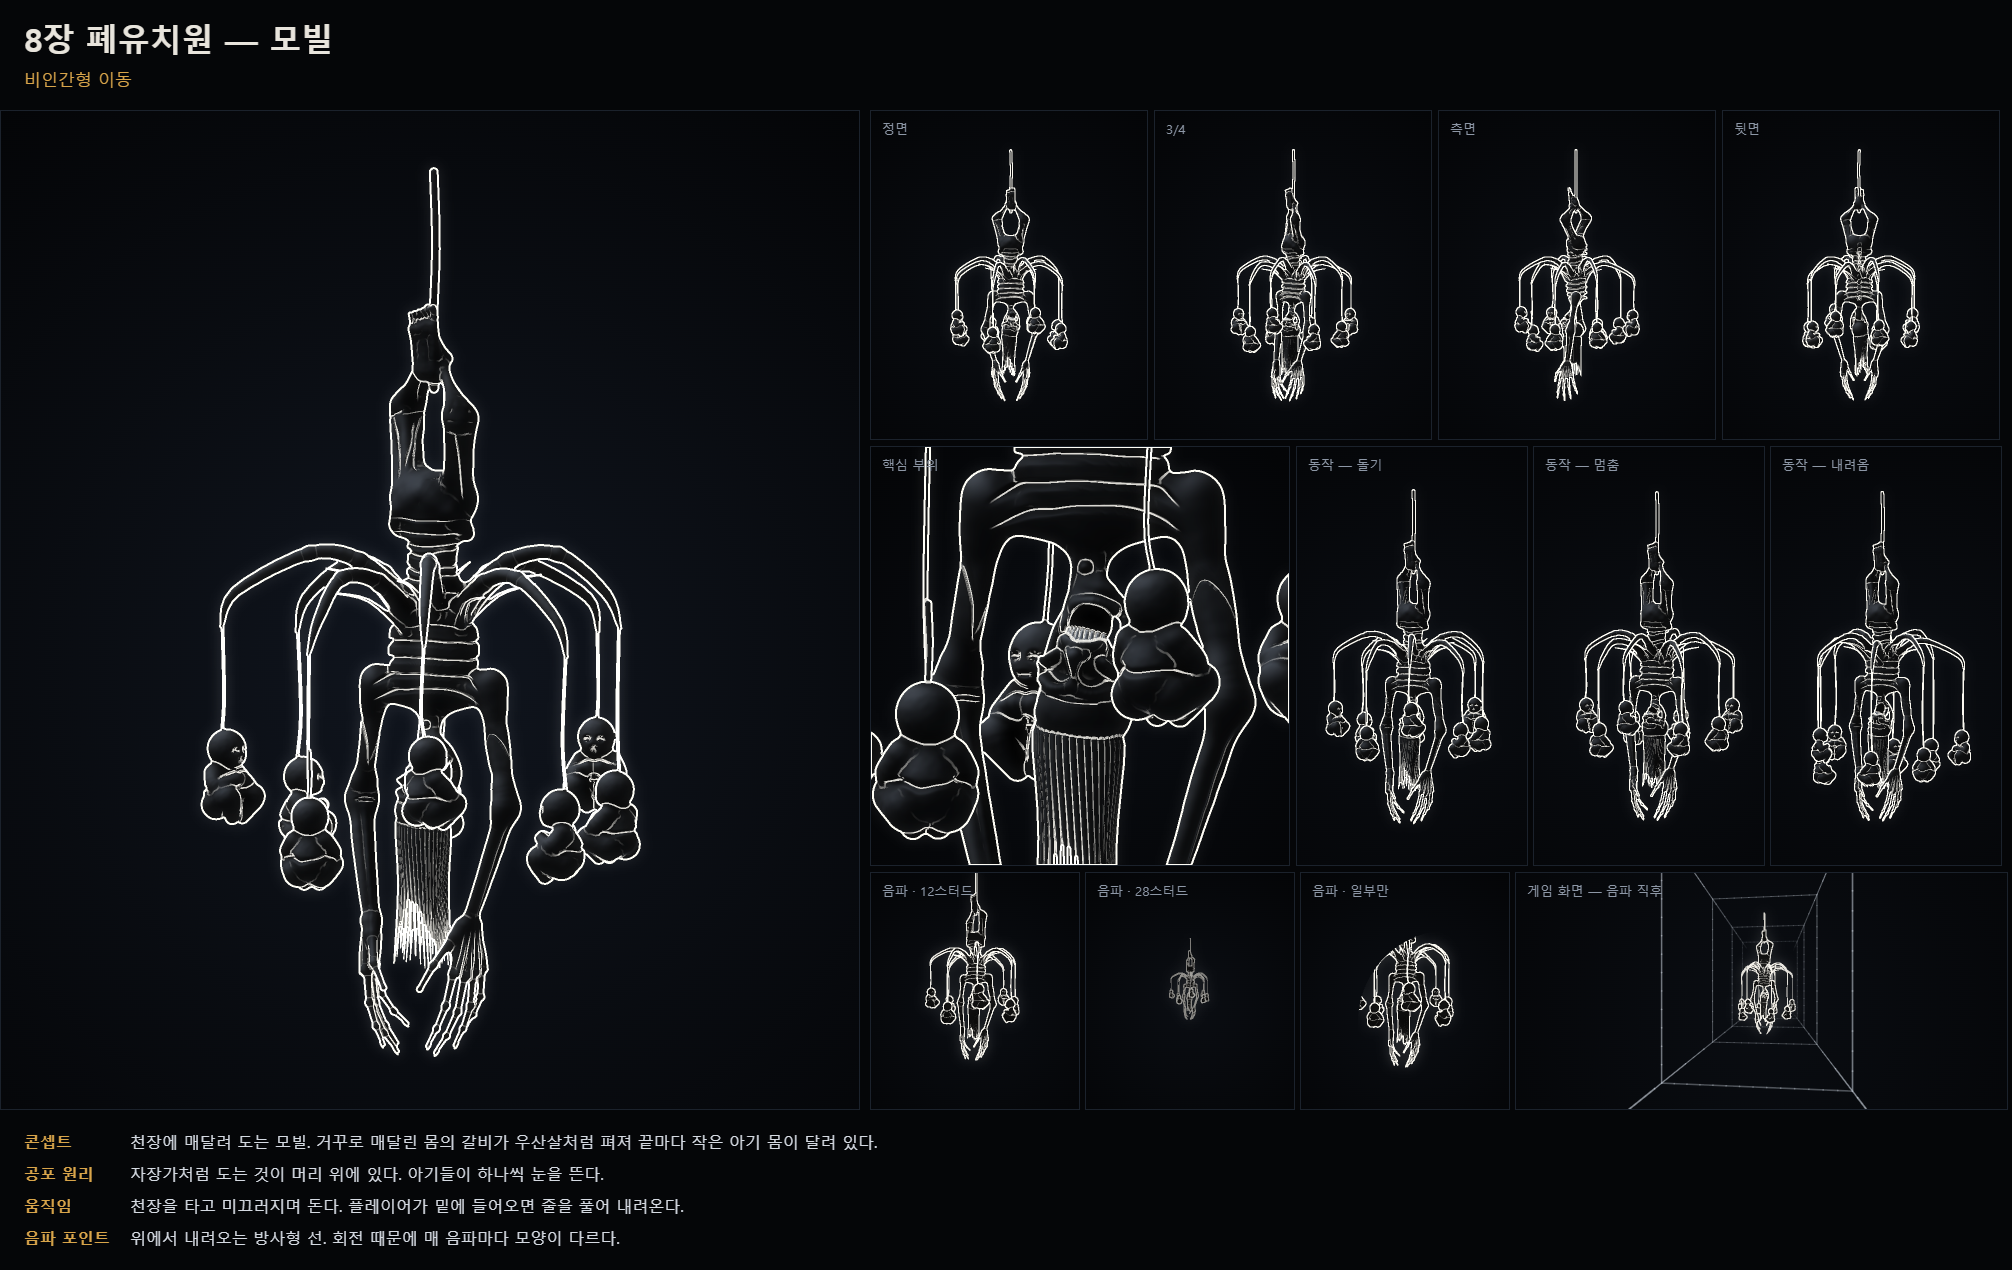 8장 폐유치원 — 모빌
비인간형 이동
정면
3/4
측면
뒷면
핵심 부위
동작 — 돌기
동작 — 멈춤
동작 — 내려옴
음파 · 12스터드
음파 · 28스터드
음파 · 일부만
게임 화면 — 음파 직후
콘셉트 천장에 매달려 도는 모빌. 거꾸로 매달린 몸의 갈비가 우산살처럼 펴져 끝마다 작은 아기 몸이 달려 있다.
공포 원리 자장가처럼 도는 것이 머리 위에 있다. 아기들이 하나씩 눈을 뜬다.
움직임 천장을 타고 미끄러지며 돈다. 플레이어가 밑에 들어오면 줄을 풀어 내려온다.
음파 포인트 위에서 내려오는 방사형 선. 회전 때문에 매 음파마다 모양이 다르다.